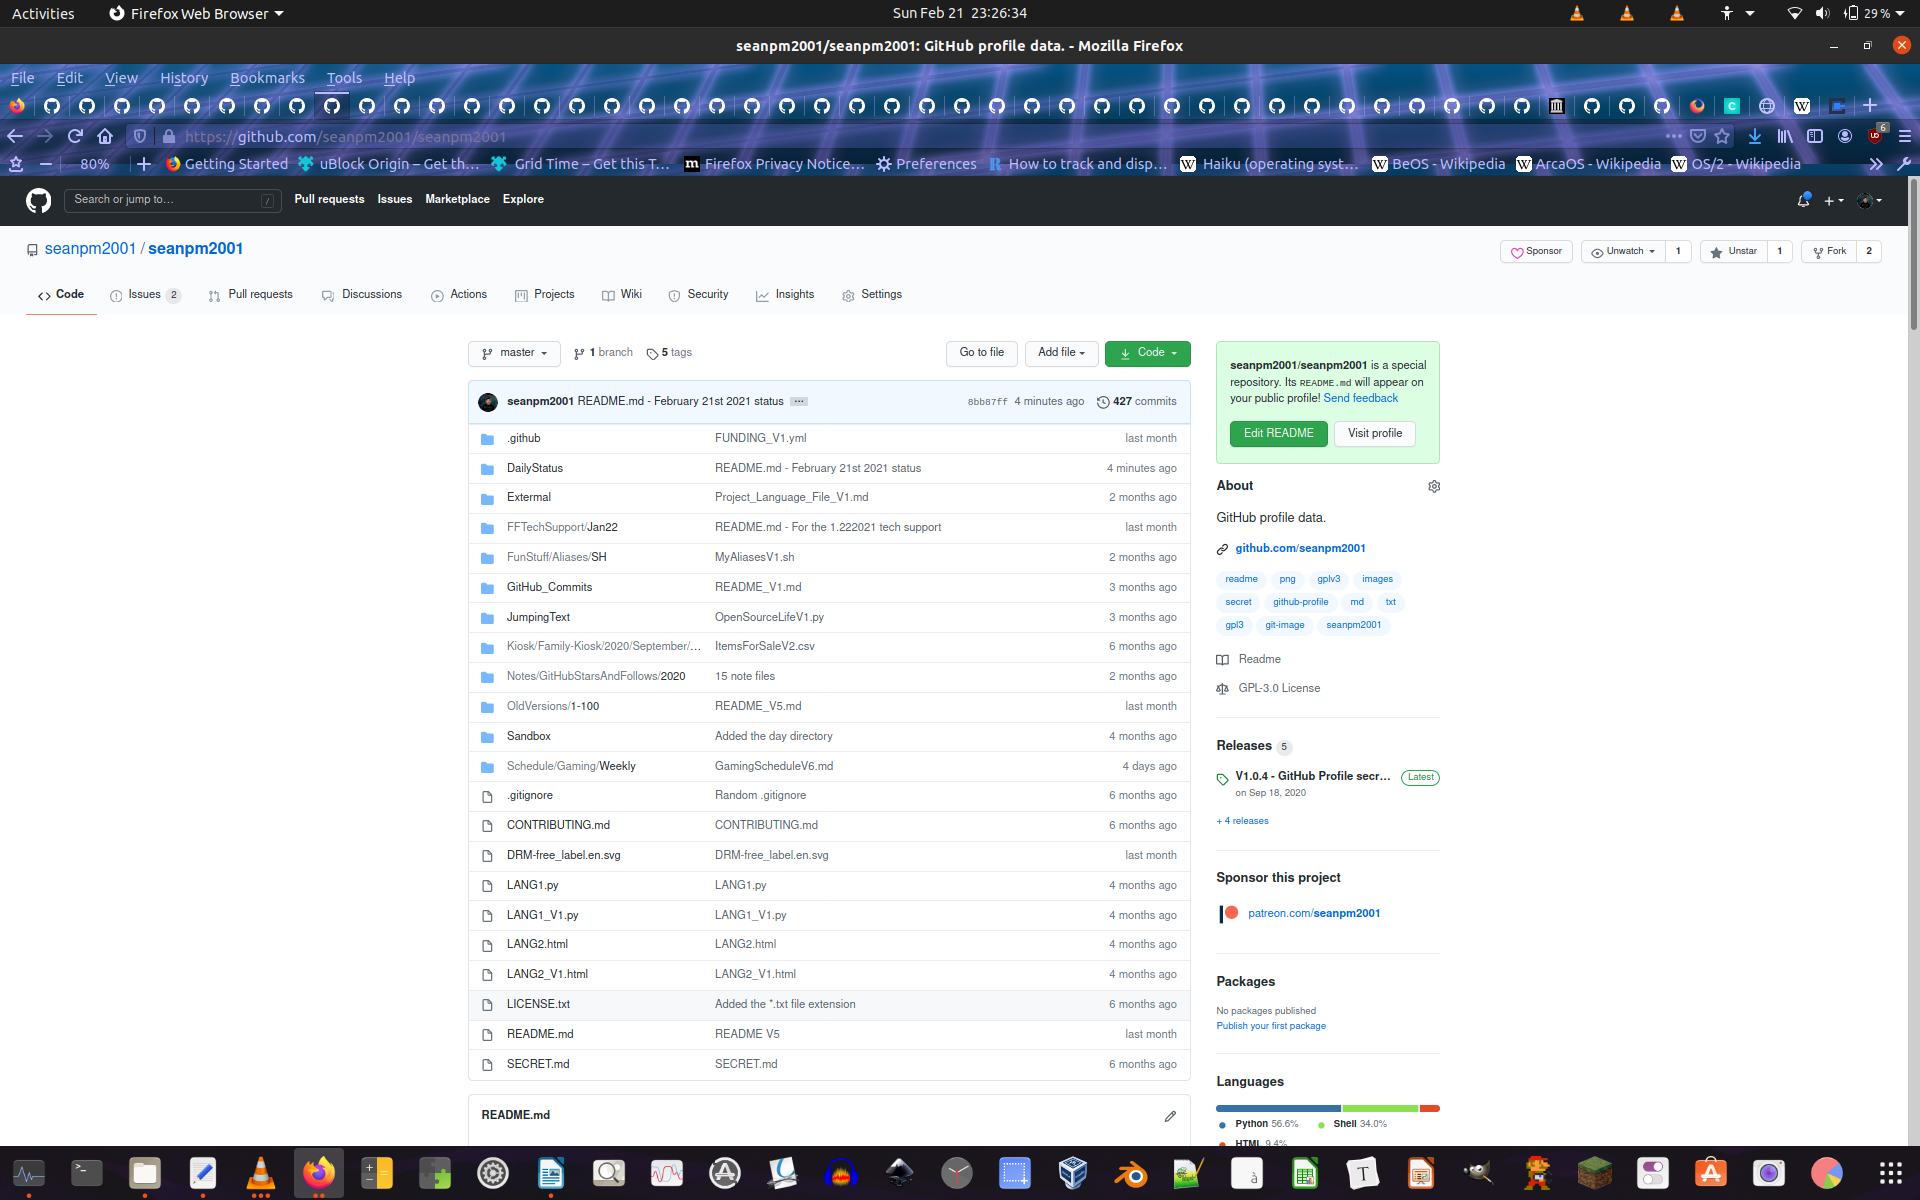 Activities
Firefox Web Browser
Sun Feb 21 23:26:34
29 %
seanpm2001/seanpm2001: GitHub profile data. - Mozilla Firefox
File Edit View History Bookmarks Tools Help
https://github.com/seanpm2001/seanpm2001
6
80%
Getting Started
uBlock Origin – Get th…
Grid Time – Get this T…
Firefox Privacy Notice…
Preferences
How to track and disp…
Haiku (operating syst…
BeOS - Wikipedia
ArcaOS - Wikipedia
OS/2 - Wikipedia
Search or jump to…
/
Pull requests Issues Marketplace Explore
seanpm2001 / seanpm2001
Sponsor
Unwatch 1
Unstar 1
Fork 2
Code
Issues 2
Pull requests
Discussions
Actions
Projects
Wiki
Security
Insights
Settings
master
1 branch
5 tags
Go to file
Add file
Code
seanpm2001 README.md - February 21st 2021 status ...
8bb87ff 4 minutes ago 427 commits
.github FUNDING_V1.yml last month
DailyStatus README.md - February 21st 2021 status 4 minutes ago
Extermal Project_Language_File_V1.md 2 months ago
FFTechSupport/Jan22 README.md - For the 1.222021 tech support last month
FunStuff/Aliases/SH MyAliasesV1.sh 2 months ago
GitHub_Commits README_V1.md 3 months ago
JumpingText OpenSourceLifeV1.py 3 months ago
Kiosk/Family-Kiosk/2020/September/… ItemsForSaleV2.csv 6 months ago
Notes/GitHubStarsAndFollows/2020 15 note files 2 months ago
OldVersions/1-100 README_V5.md last month
Sandbox Added the day directory 4 months ago
Schedule/Gaming/Weekly GamingScheduleV6.md 4 days ago
.gitignore Random .gitignore 6 months ago
CONTRIBUTING.md CONTRIBUTING.md 6 months ago
DRM-free_label.en.svg DRM-free_label.en.svg last month
LANG1.py LANG1.py 4 months ago
LANG1_V1.py LANG1_V1.py 4 months ago
LANG2.html LANG2.html 4 months ago
LANG2_V1.html LANG2_V1.html 4 months ago
LICENSE.txt Added the *.txt file extension 6 months ago
README.md README V5 last month
SECRET.md SECRET.md 6 months ago
README.md
seanpm2001/seanpm2001 is a special
repository. Its README.md will appear on
your public profile! Send feedback
Edit README
Visit profile
About
GitHub profile data.
github.com/seanpm2001
readme png gplv3 images
secret github-profile md txt
gpl3 git-image seanpm2001
Readme
GPL-3.0 License
Releases 5
V1.0.4 - GitHub Profile secr… Latest
on Sep 18, 2020
+ 4 releases
Sponsor this project
patreon.com/seanpm2001
Packages
No packages published
Publish your first package
Languages
Python 56.6% Shell 34.0%
HTML 9.4%